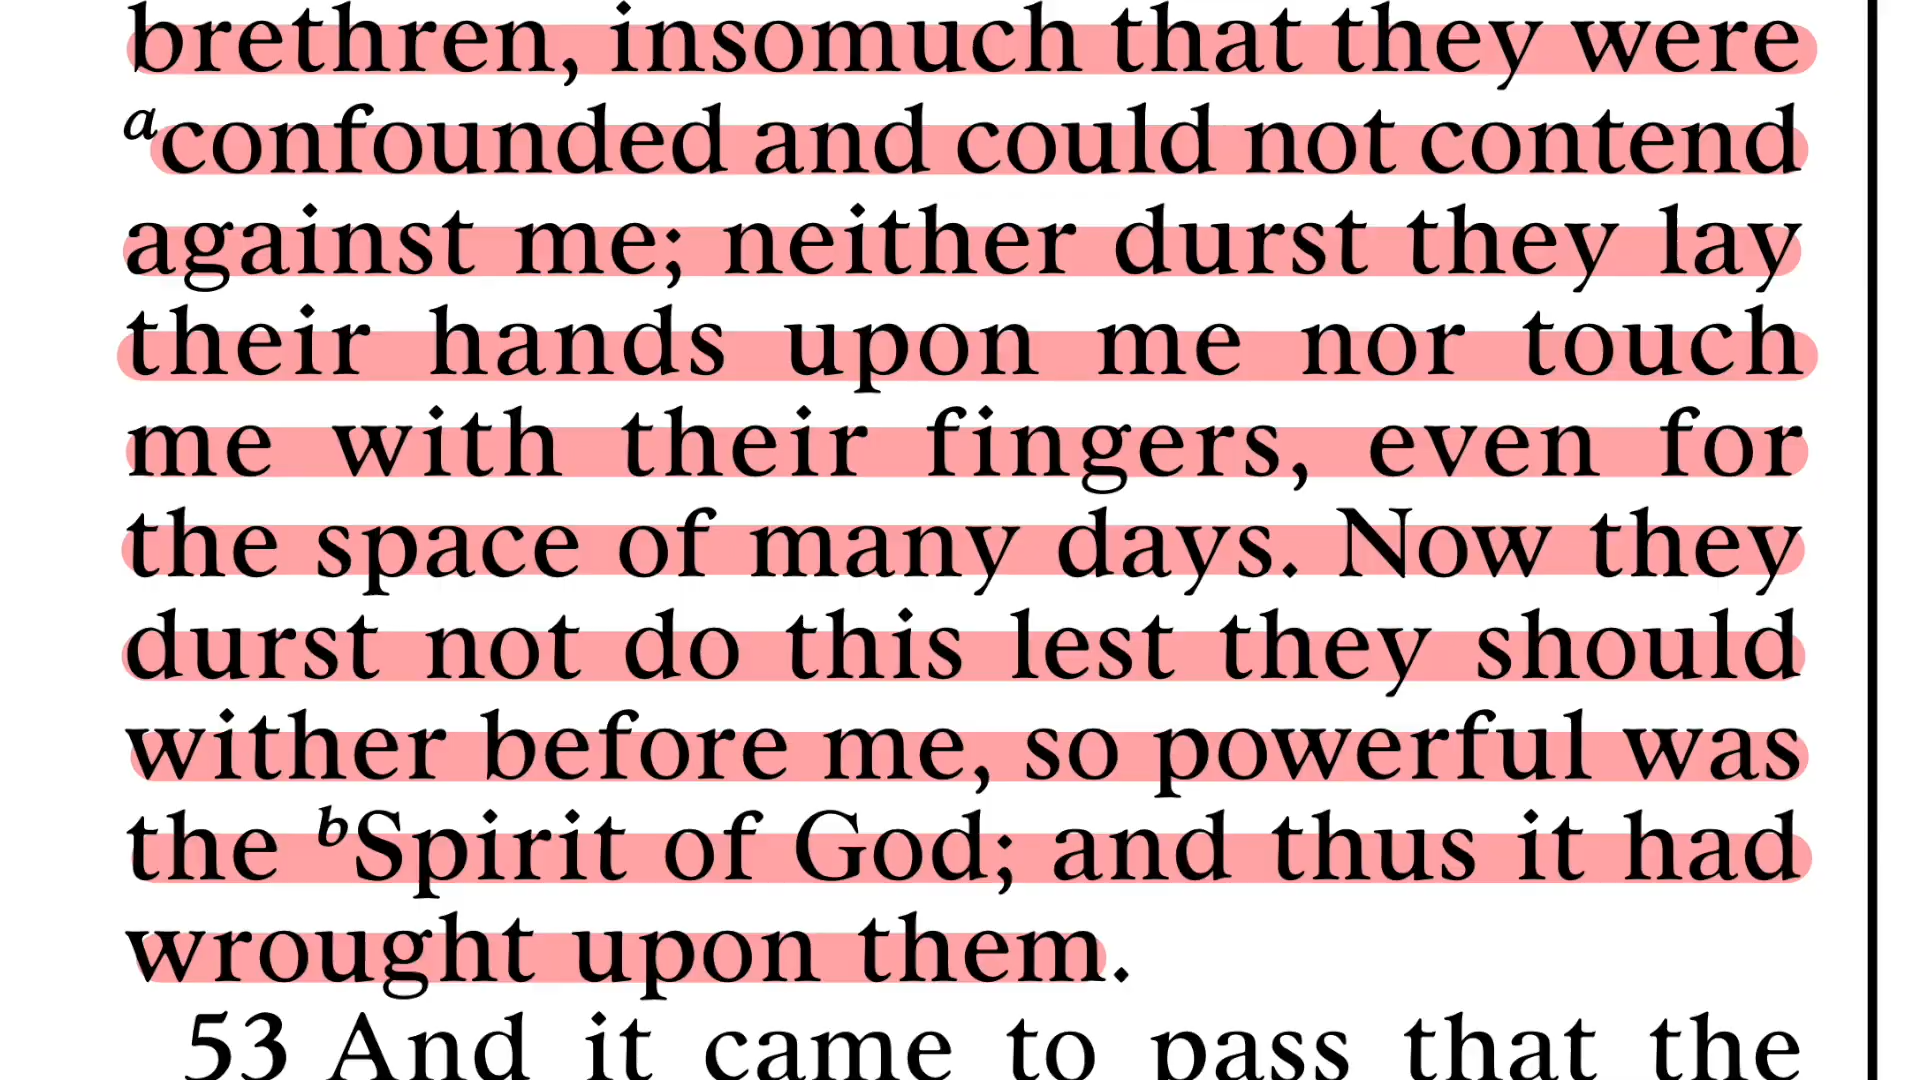 brethren, insomuch that they were
aconfounded and could not contend
against me; neither durst they lay
their hands upon me nor touch
me with their fingers, even for
the space of many days. Now they
durst not do this lest they should
wither before me, so powerful was
the bSpirit of God; and thus it had
wrought upon them.
53 And it came to pass that the